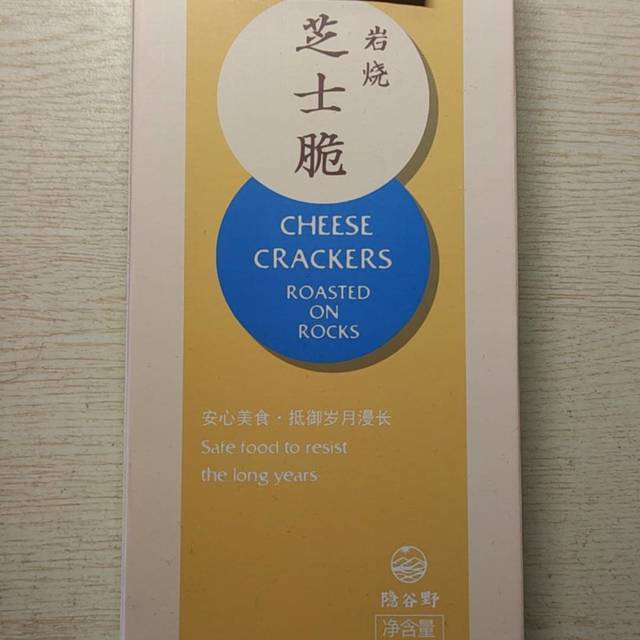 岩烧
芝士脆
CHEESE
CRACKERS
ROASTED
ON
ROCKS
安心美食·抵御岁月漫长
Safe food to resist
the long years
隐谷野
净含量